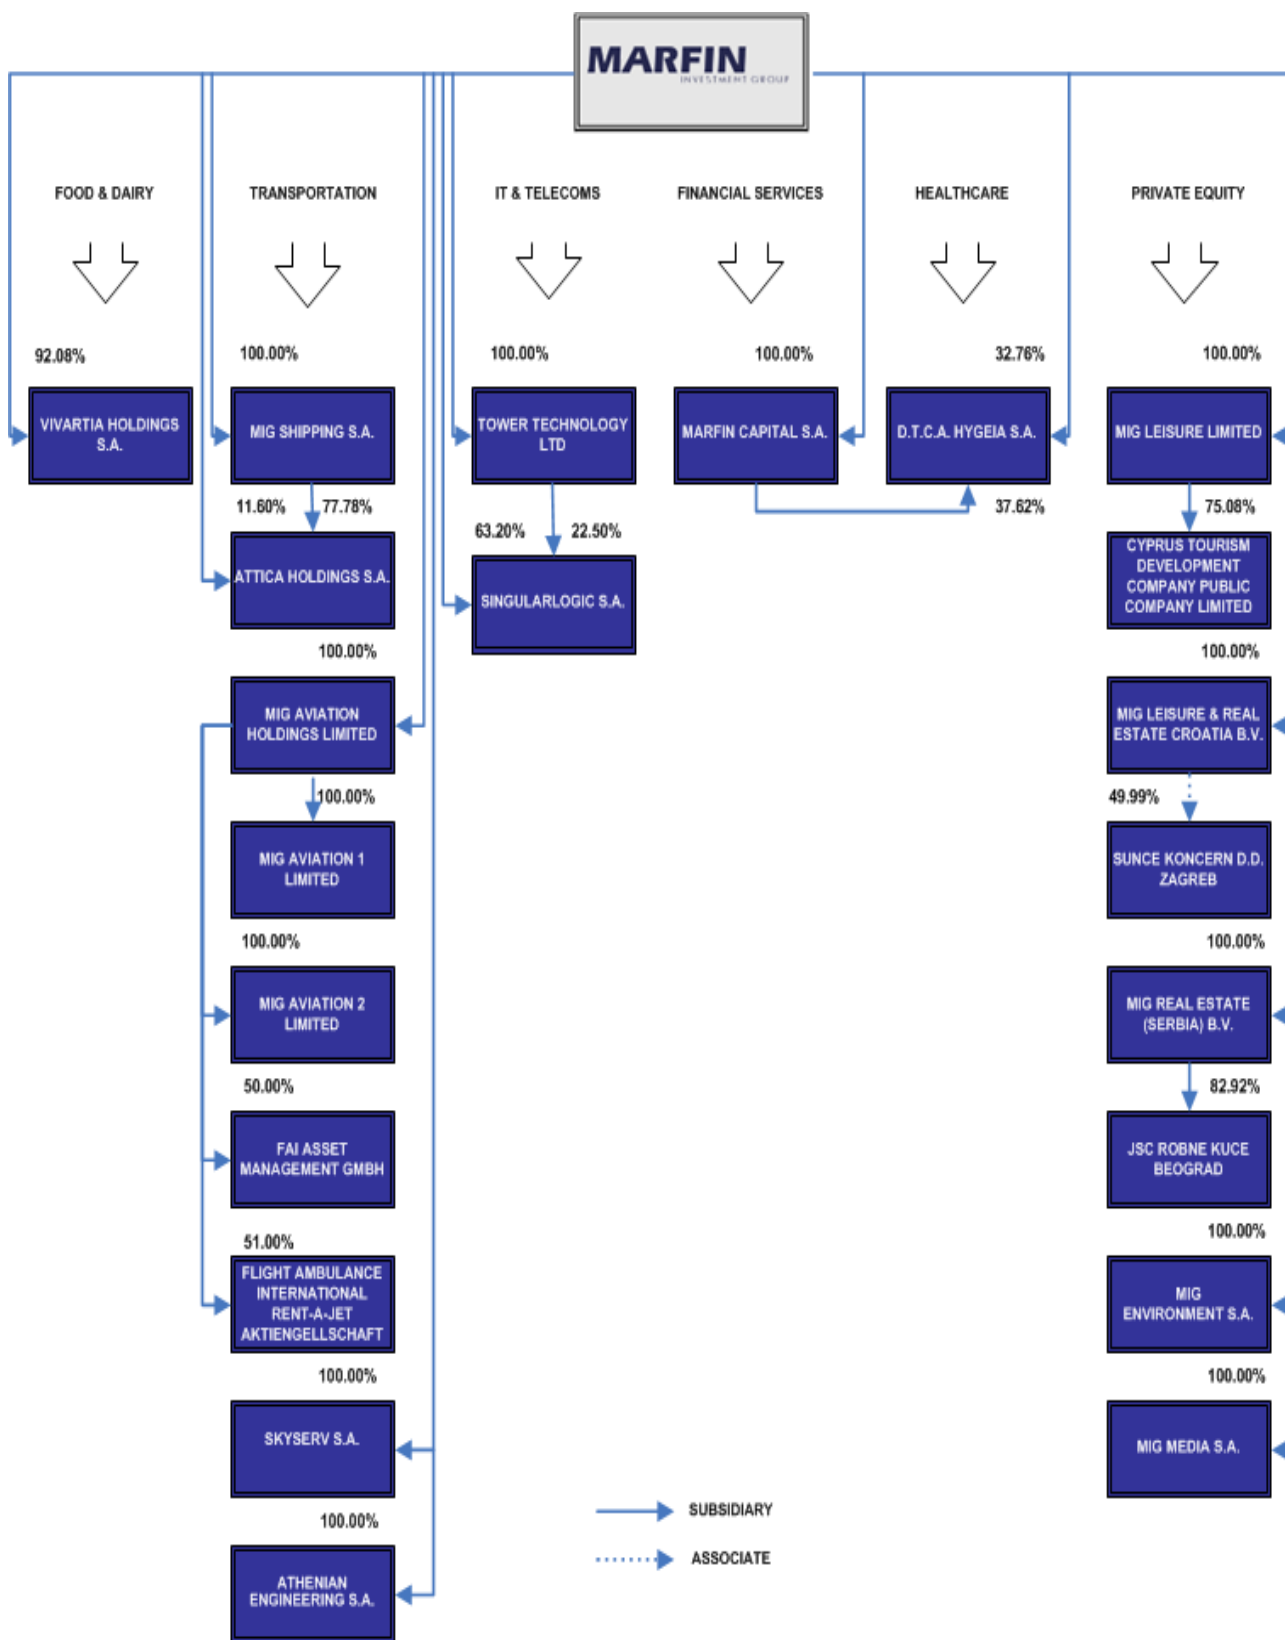 MARFIN
INVESTMENT GROUP
FOOD & DAIRY
TRANSPORTATION
IT & TELECOMS
FINANCIAL SERVICES
HEALTHCARE
PRIVATE EQUITY
92.08%
100.00%
100.00%
100.00%
32.76%
100.00%
VIVARTIA HOLDINGS
S.A.
MIG SHIPPING S.A.
TOWER TECHNOLOGY
LTD
MARFIN CAPITAL S.A.
D.T.C.A. HYGEIA S.A.
MIG LEISURE LIMITED
11.60%
77.78%
63.20%
22.50%
37.62%
75.08%
ATTICA HOLDINGS S.A.
SINGULARLOGIC S.A.
CYPRUS TOURISM
DEVELOPMENT
COMPANY PUBLIC
COMPANY LIMITED
100.00%
100.00%
MIG AVIATION
HOLDINGS LIMITED
MIG LEISURE & REAL
ESTATE CROATIA B.V.
100.00%
49.99%
MIG AVIATION 1
LIMITED
SUNCE KONCERN D.D.
ZAGREB
100.00%
100.00%
MIG AVIATION 2
LIMITED
MIG REAL ESTATE
(SERBIA) B.V.
50.00%
82.92%
FAI ASSET
MANAGEMENT GMBH
JSC ROBNE KUCE
BEOGRAD
51.00%
100.00%
FLIGHT AMBULANCE
INTERNATIONAL
RENT-A-JET
AKTIENGELLSCHAFT
MIG
ENVIRONMENT S.A.
100.00%
100.00%
SKYSERV S.A.
MIG MEDIA S.A.
100.00%
ATHENIAN
ENGINEERING S.A.
SUBSIDIARY
ASSOCIATE